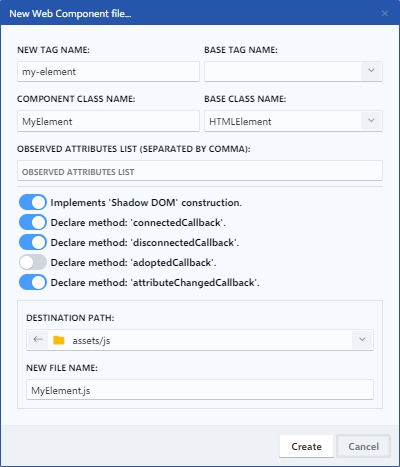 New Web Component file...
NEW TAG NAME: BASE TAG NAME:
my-element
COMPONENT CLASS NAME: BASE CLASS NAME:
MyElement HTMLElement
OBSERVED ATTRIBUTES LIST (SEPARATED BY COMMA):
OBSERVED ATTRIBUTES LIST
Implements 'Shadow DOM' construction.
Declare method: 'connectedCallback'.
Declare method: 'disconnectedCallback'.
Declare method: 'adoptedCallback'.
Declare method: 'attributeChangedCallback'.
DESTINATION PATH:
assets/js
NEW FILE NAME:
MyElement.js
Create Cancel